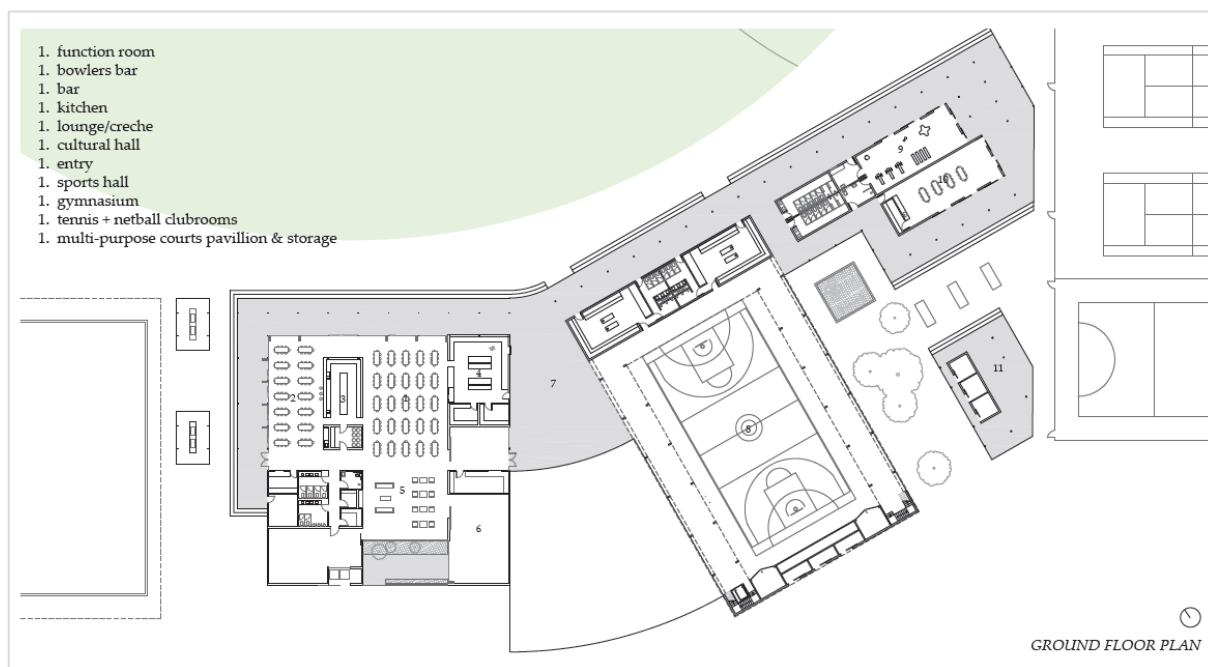 1. function room
1. bowlers bar
1. bar
1. kitchen
1. lounge/creche
1. cultural hall
1. entry
1. sports hall
1. gymnasium
1. tennis + netball clubrooms
1. multi-purpose courts pavillion & storage
9
10
4
11
2
3
1
7
8
5
6
GROUND FLOOR PLAN